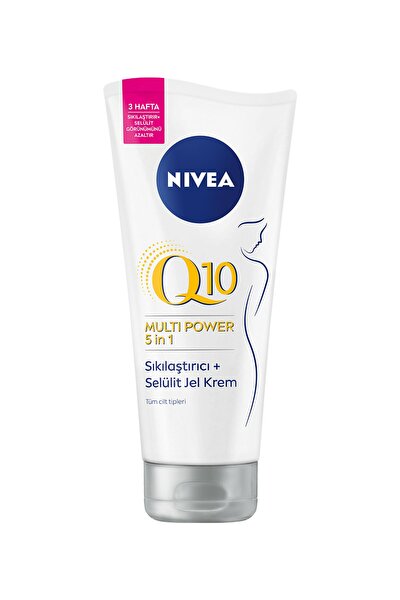 3 HAFTA
SIKILAŞTIRIR+
SELÜLİT
GÖRÜNÜMÜNÜ
AZALTIR
NIVEA
Q10
MULTI POWER
5 in 1
Sıkılaştırıcı +
Selülit Jel Krem
Tüm cilt tipleri